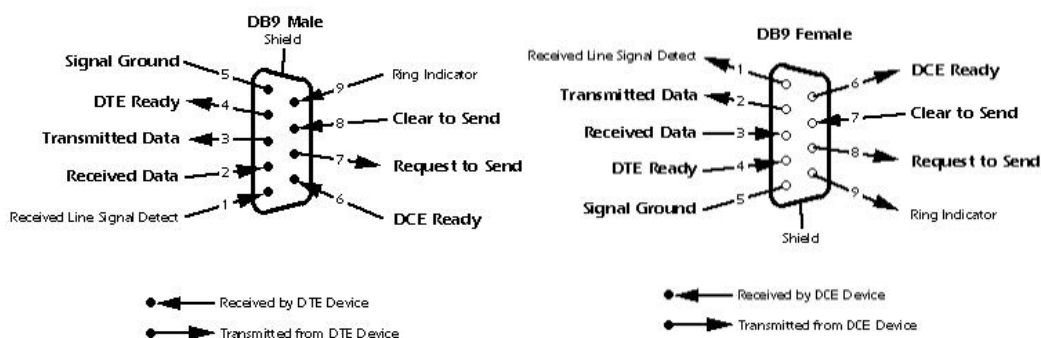 DB9 Male
Shield
Signal Ground
5
9
Ring Indicator
DTE Ready
4
8
Clear to Send
Transmitted Data
3
7
Request to Send
Received Data
2
6
DCE Ready
Received Line Signal Detect
1
Received by DTE Device
Transmitted from DTE Device
DB9 Female
Received Line Signal Detect
1
6
DCE Ready
Transmitted Data
2
7
Clear to Send
Received Data
3
8
Request to Send
DTE Ready
4
9
Ring Indicator
Signal Ground
5
Shield
Received by DCE Device
Transmitted from DCE Device